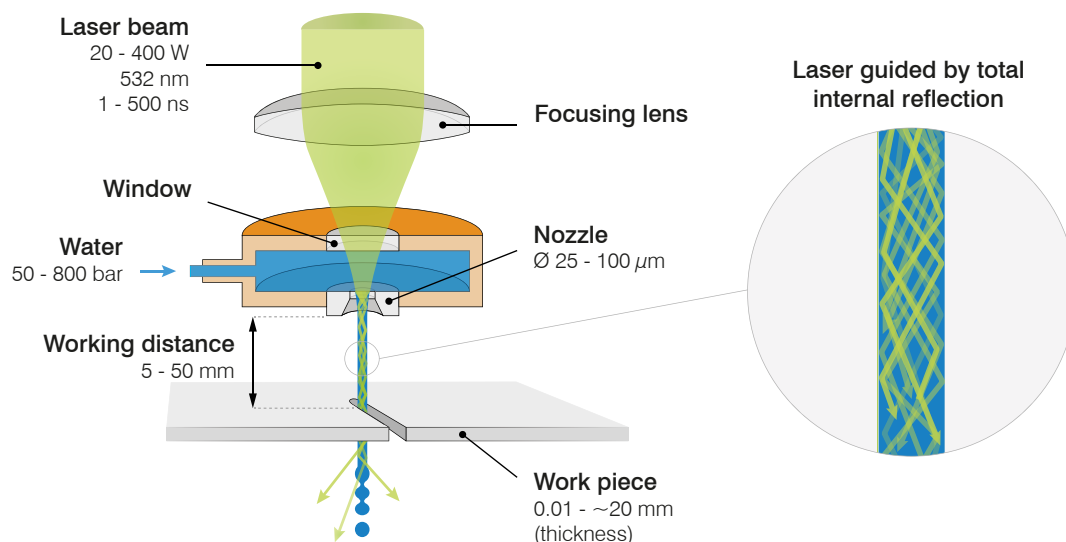 Laser beam
20 - 400 W
532 nm
1 - 500 ns
Focusing lens
Window
Water
50 - 800 bar
Nozzle
Ø 25 - 100 µm
Working distance
5 - 50 mm
Work piece
0.01 - ~20 mm
(thickness)
Laser guided by total
internal reflection